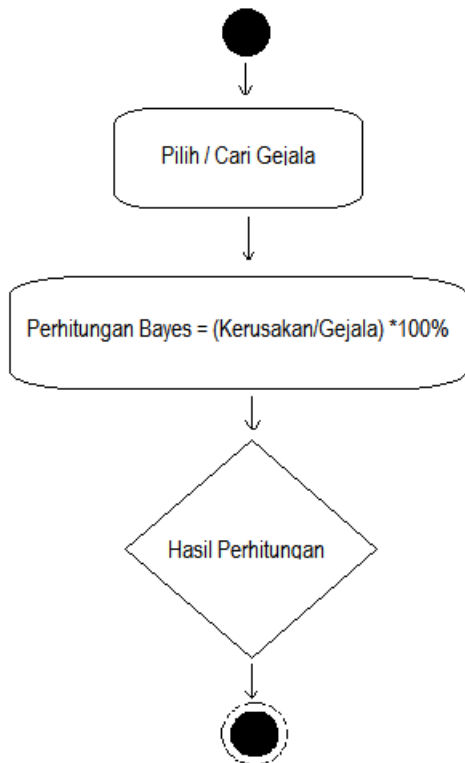 Pilih / Cari Gejala
Perhitungan Bayes = (Kerusakan/Gejala) *100%
Hasil Perhitungan